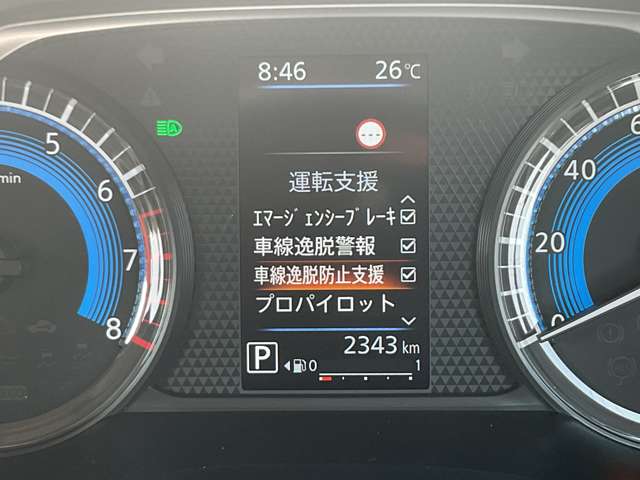 8:46 26℃
運転支援
ｴﾏｰｼﾞｪﾝｼｰﾌﾞﾚｰｷ
車線逸脱警報
車線逸脱防止支援
プロパイロット
2343 km
P 0 1
min
5
6
7
8
A
40
20
0